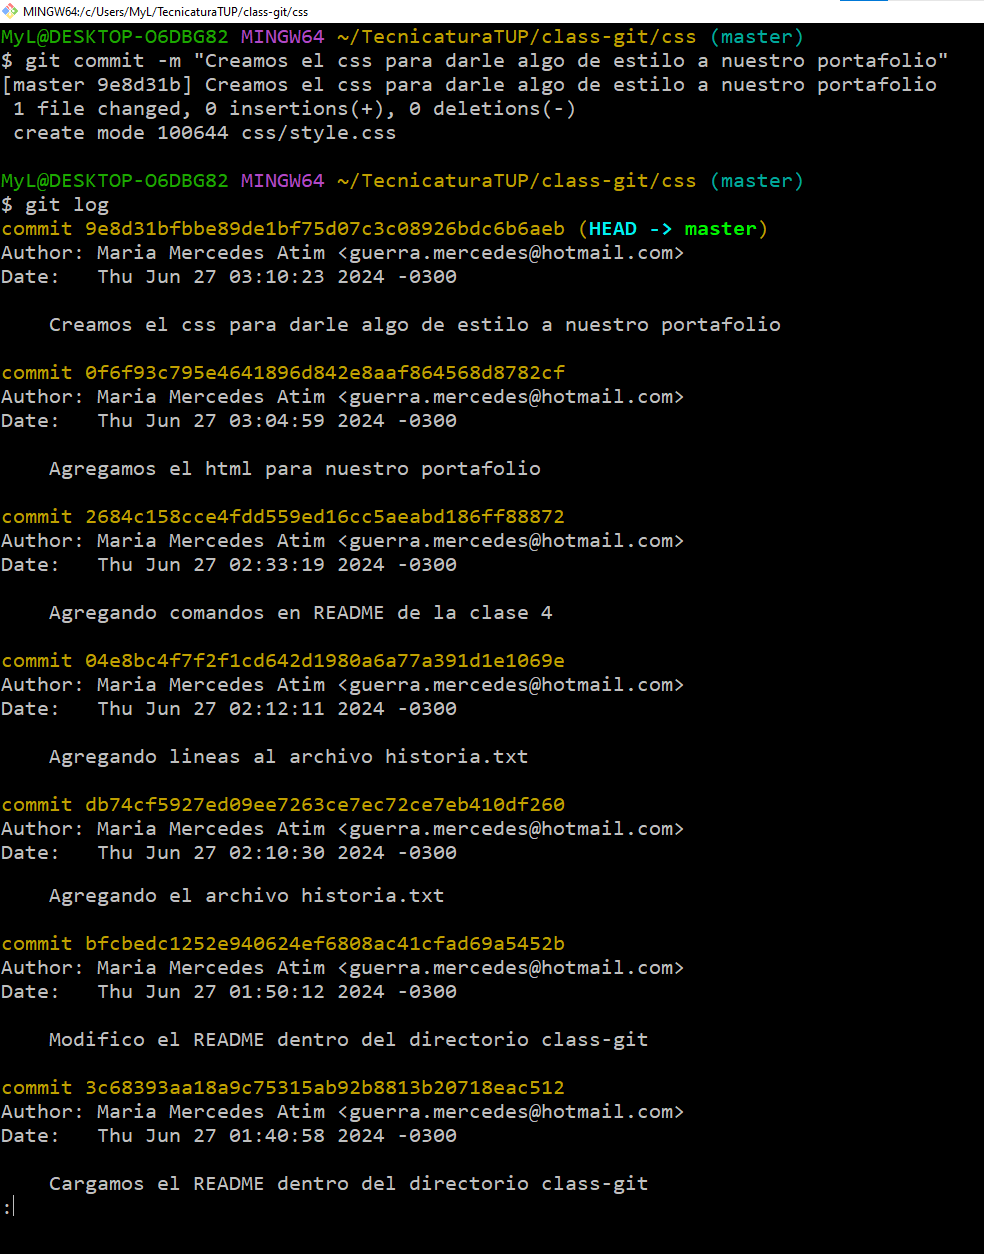 MINGW64:/c/Users/MyL/TecnicaturaTUP/class-git/css
MyL@DESKTOP-O6DBG82 MINGW64 ~/TecnicaturaTUP/class-git/css (master)
$ git commit -m "Creamos el css para darle algo de estilo a nuestro portafolio"
[master 9e8d31b] Creamos el css para darle algo de estilo a nuestro portafolio
 1 file changed, 0 insertions(+), 0 deletions(-)
 create mode 100644 css/style.css
MyL@DESKTOP-O6DBG82 MINGW64 ~/TecnicaturaTUP/class-git/css (master)
$ git log
commit 9e8d31bfbbe89de1bf75d07c3c08926bdc6b6aeb (HEAD -> master)
Author: Maria Mercedes Atim <guerra.mercedes@hotmail.com>
Date:   Thu Jun 27 03:10:23 2024 -0300
    Creamos el css para darle algo de estilo a nuestro portafolio
commit 0f6f93c795e4641896d842e8aaf864568d8782cf
Author: Maria Mercedes Atim <guerra.mercedes@hotmail.com>
Date:   Thu Jun 27 03:04:59 2024 -0300
    Agregamos el html para nuestro portafolio
commit 2684c158cce4fdd559ed16cc5aeabd186ff88872
Author: Maria Mercedes Atim <guerra.mercedes@hotmail.com>
Date:   Thu Jun 27 02:33:19 2024 -0300
    Agregando comandos en README de la clase 4
commit 04e8bc4f7f2f1cd642d1980a6a77a391d1e1069e
Author: Maria Mercedes Atim <guerra.mercedes@hotmail.com>
Date:   Thu Jun 27 02:12:11 2024 -0300
    Agregando lineas al archivo historia.txt
commit db74cf5927ed09ee7263ce7ec72ce7eb410df260
Author: Maria Mercedes Atim <guerra.mercedes@hotmail.com>
Date:   Thu Jun 27 02:10:30 2024 -0300
    Agregando el archivo historia.txt
commit bfcbedc1252e940624ef6808ac41cfad69a5452b
Author: Maria Mercedes Atim <guerra.mercedes@hotmail.com>
Date:   Thu Jun 27 01:50:12 2024 -0300
    Modifico el README dentro del directorio class-git
commit 3c68393aa18a9c75315ab92b8813b20718eac512
Author: Maria Mercedes Atim <guerra.mercedes@hotmail.com>
Date:   Thu Jun 27 01:40:58 2024 -0300
    Cargamos el README dentro del directorio class-git
: